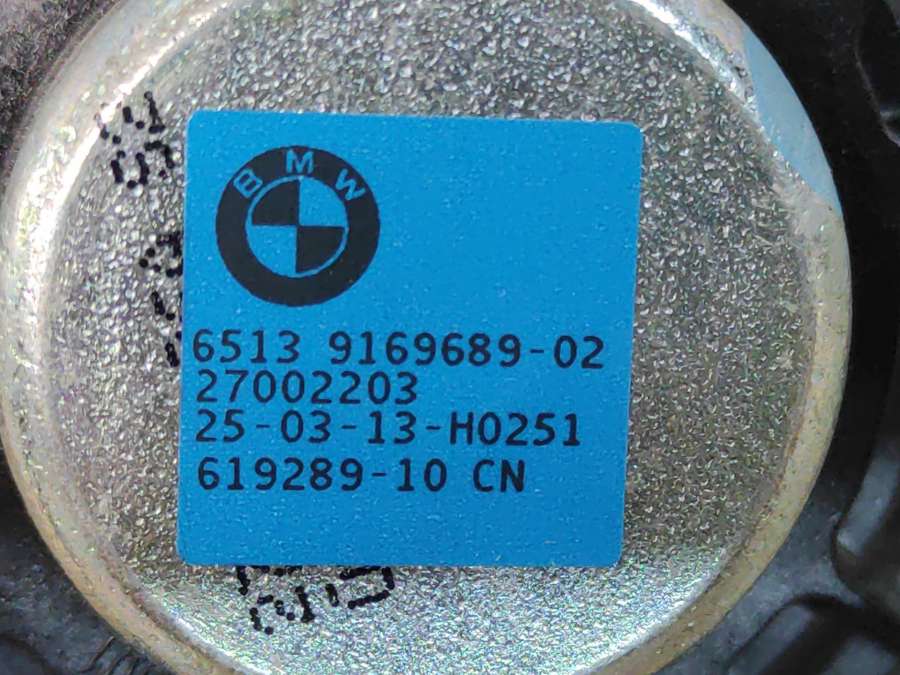 BMW
6513 9169689-02
27002203
25-03-13-H0251
619289-10 CN